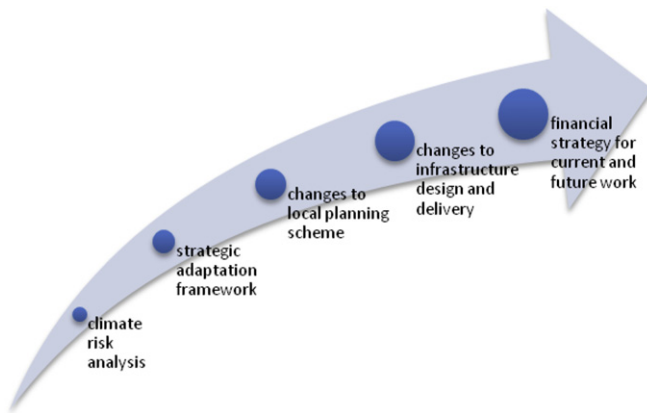 climate
risk
analysis
strategic
adaptation
framework
changes to
local planning
scheme
changes to
infrastructure
design and
delivery
financial
strategy for
current and
future work